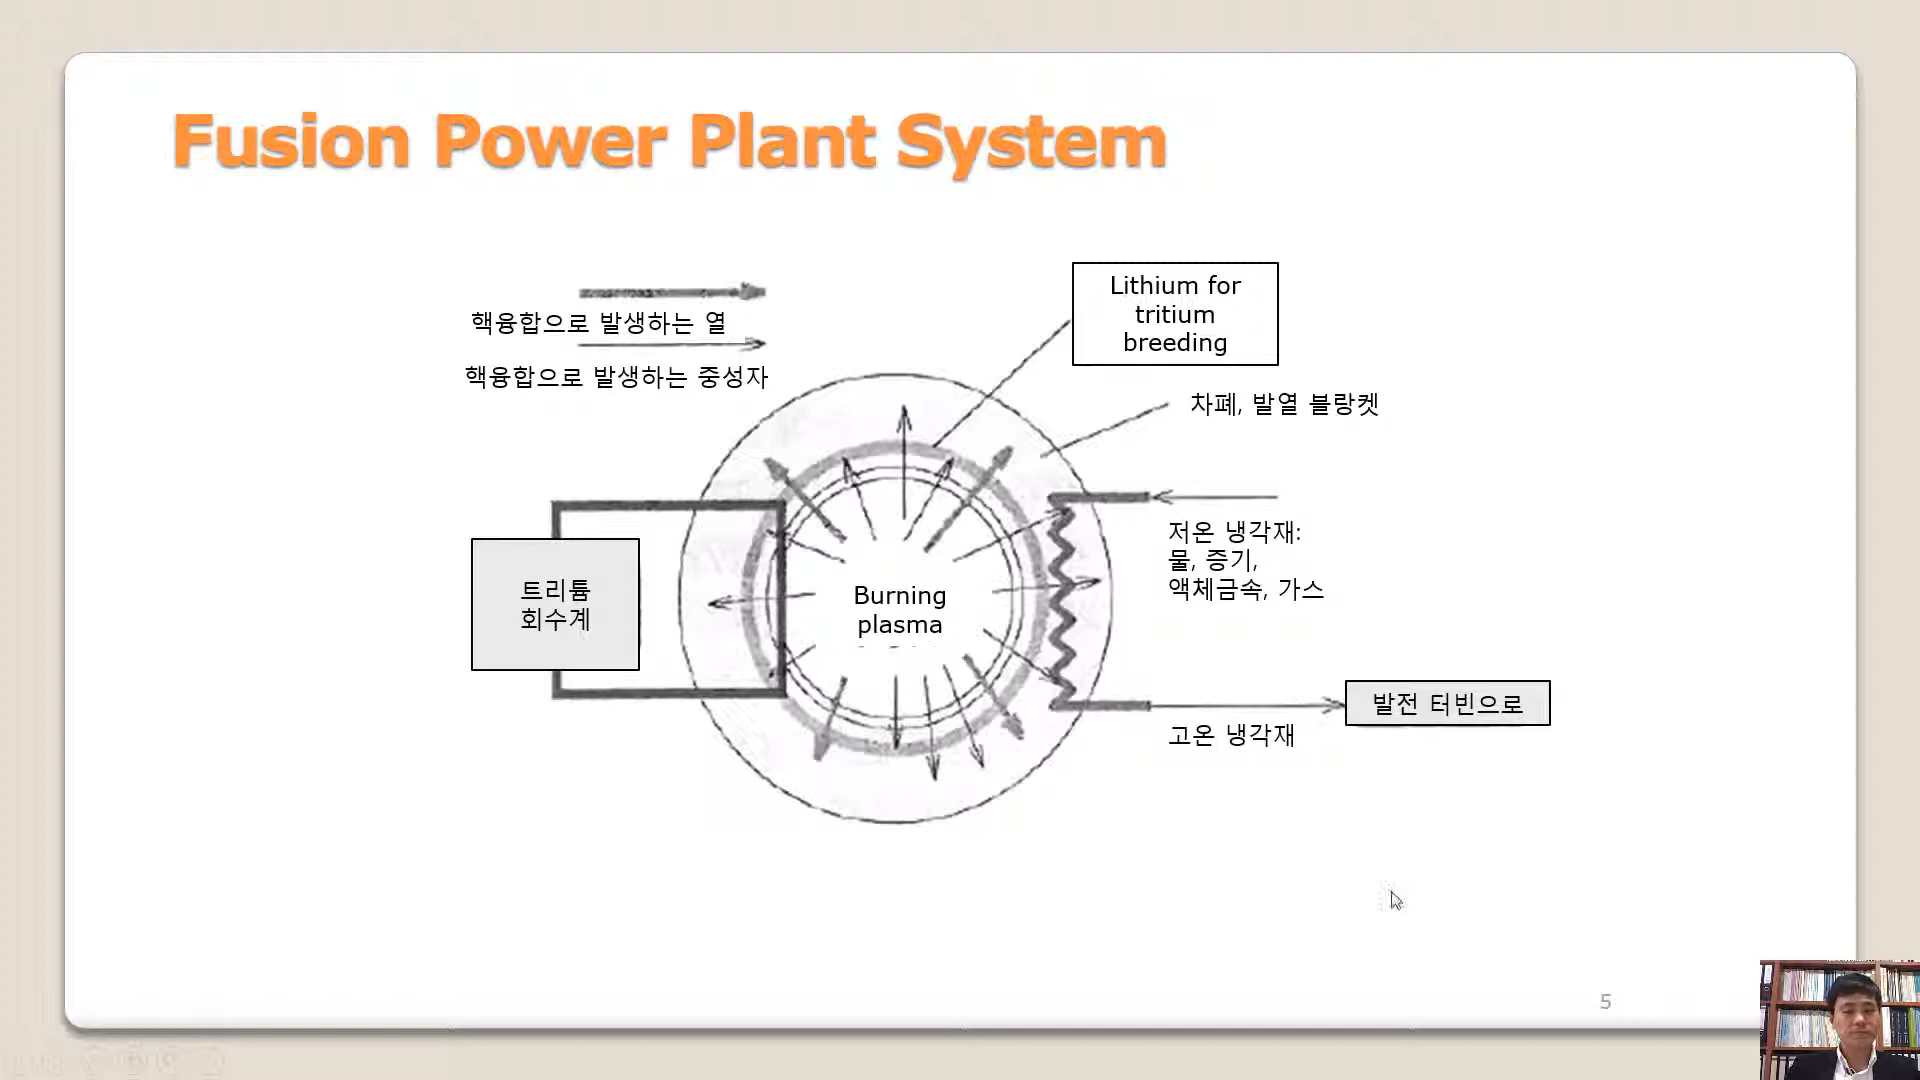 Fusion Power Plant System
핵융합으로 발생하는 열
핵융합으로 발생하는 중성자
Lithium for
tritium
breeding
차폐, 발열 블랑켓
저온 냉각재:
물, 증기,
액체금속, 가스
트리튬
회수계
Burning
plasma
발전 터빈으로
고온 냉각재
5